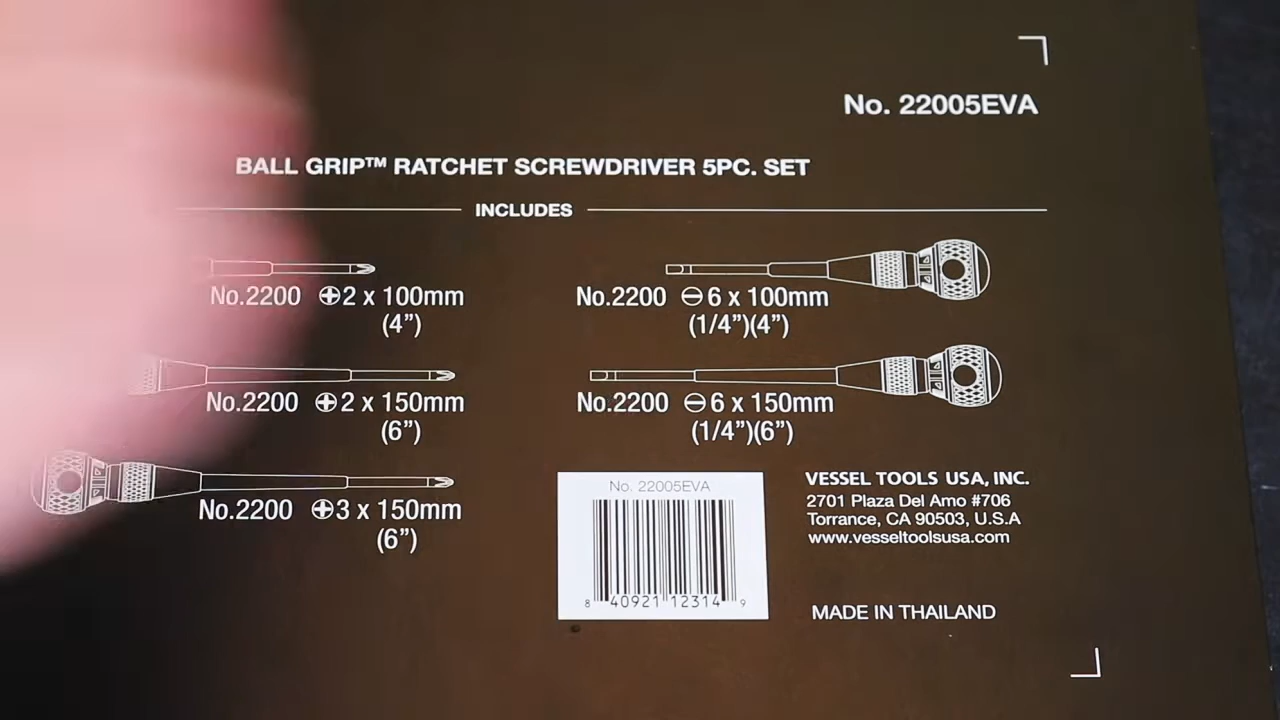 No. 22005EVA
BALL GRIP™ RATCHET SCREWDRIVER 5PC. SET
INCLUDES
No.2200 ⊕2 x 100mm
(4”)
No.2200 ⊖6 x 100mm
(1/4”)(4”)
No.2200 ⊕2 x 150mm
(6”)
No.2200 ⊖6 x 150mm
(1/4”)(6”)
No.2200 ⊕3 x 150mm
(6”)
No. 22005EVA
8 40921 12314 9
VESSEL TOOLS USA, INC.
2701 Plaza Del Amo #706
Torrance, CA 90503, U.S.A
www.vesseltoolsusa.com
MADE IN THAILAND